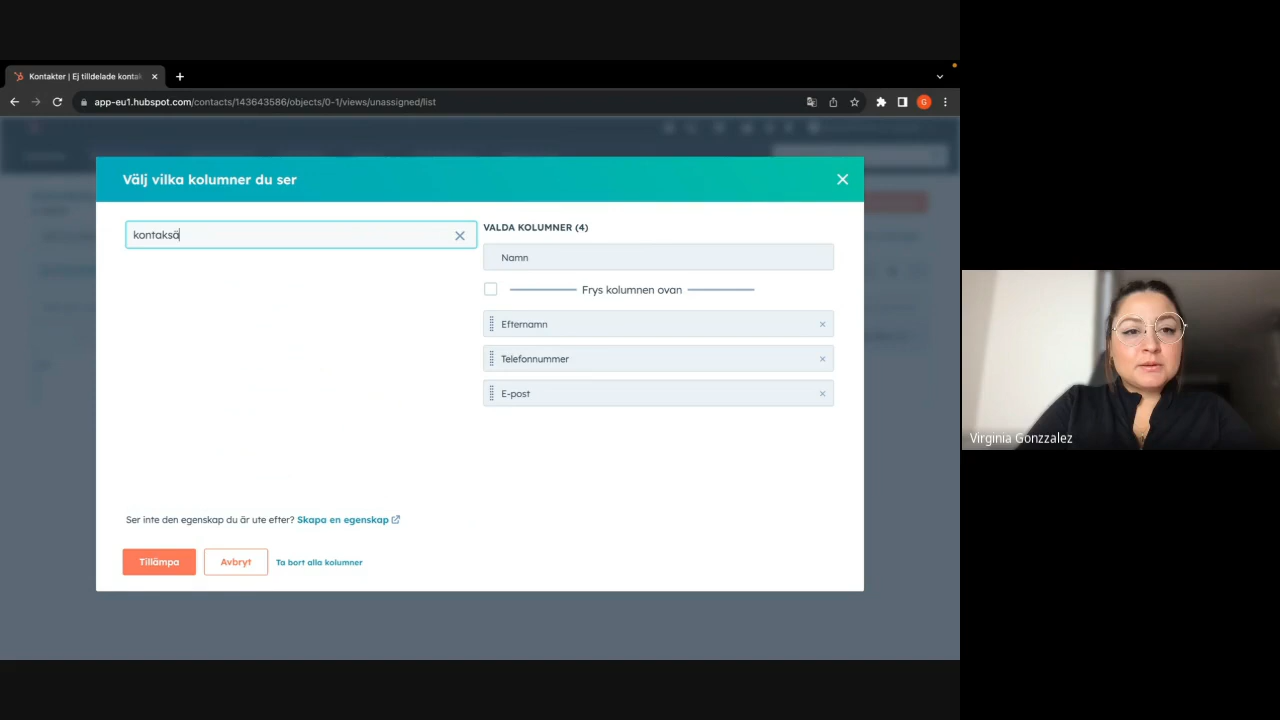 Kontakter | Ej tilldelade kontak
app-eu1.hubspot.com/contacts/143643586/objects/0-1/views/unassigned/list
G
Välj vilka kolumner du ser
kontaksä
VALDA KOLUMNER (4)
Namn
Frys kolumnen ovan
Efternamn
Telefonnummer
E-post
Ser inte den egenskap du är ute efter? Skapa en egenskap
Tillämpa
Avbryt
Ta bort alla kolumner
Virginia Gonzzalez